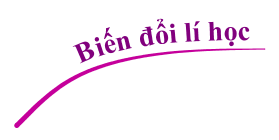 Biến đổi lí học